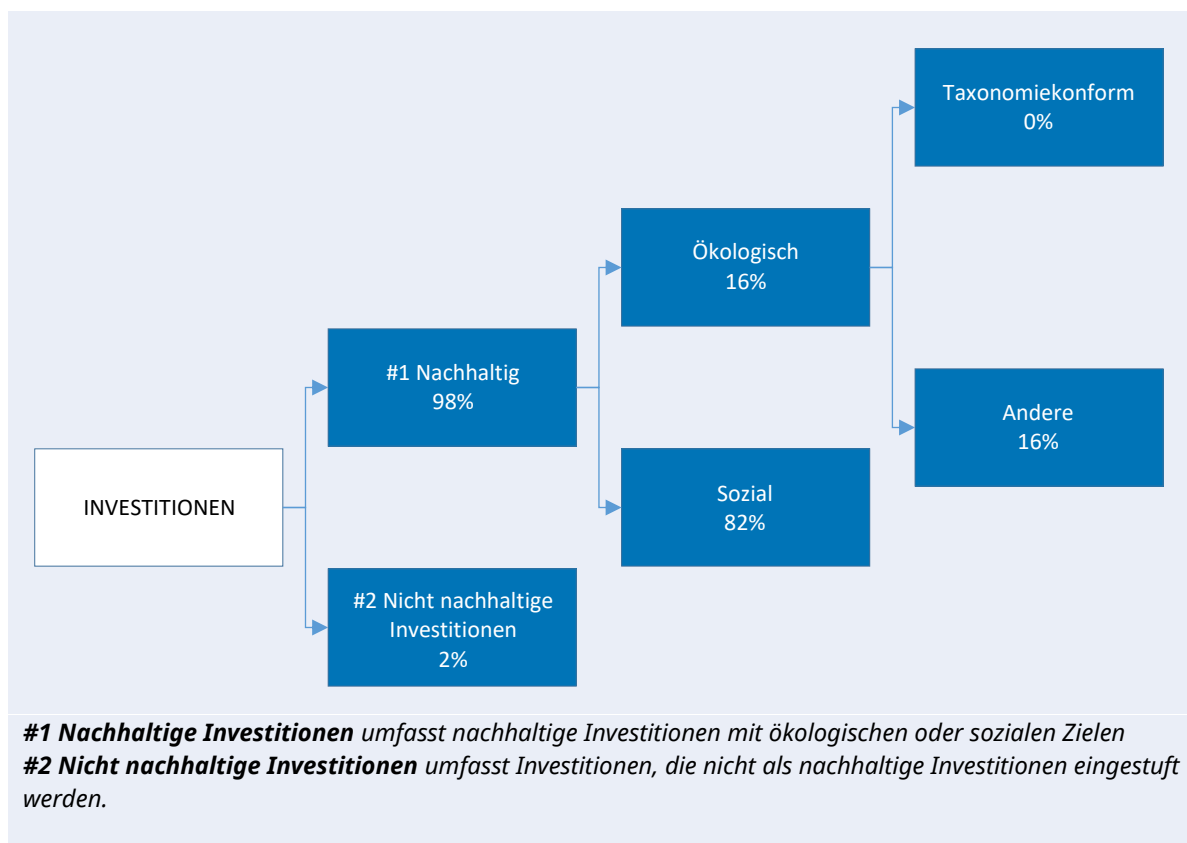 Taxonomiekonform
0%
Ökologisch
16%
#1 Nachhaltig
98%
Andere
16%
INVESTITIONEN
Sozial
82%
#2 Nicht nachhaltige
Investitionen
2%
#1 Nachhaltige Investitionen umfasst nachhaltige Investitionen mit ökologischen oder sozialen Zielen
#2 Nicht nachhaltige Investitionen umfasst Investitionen, die nicht als nachhaltige Investitionen eingestuft
werden.